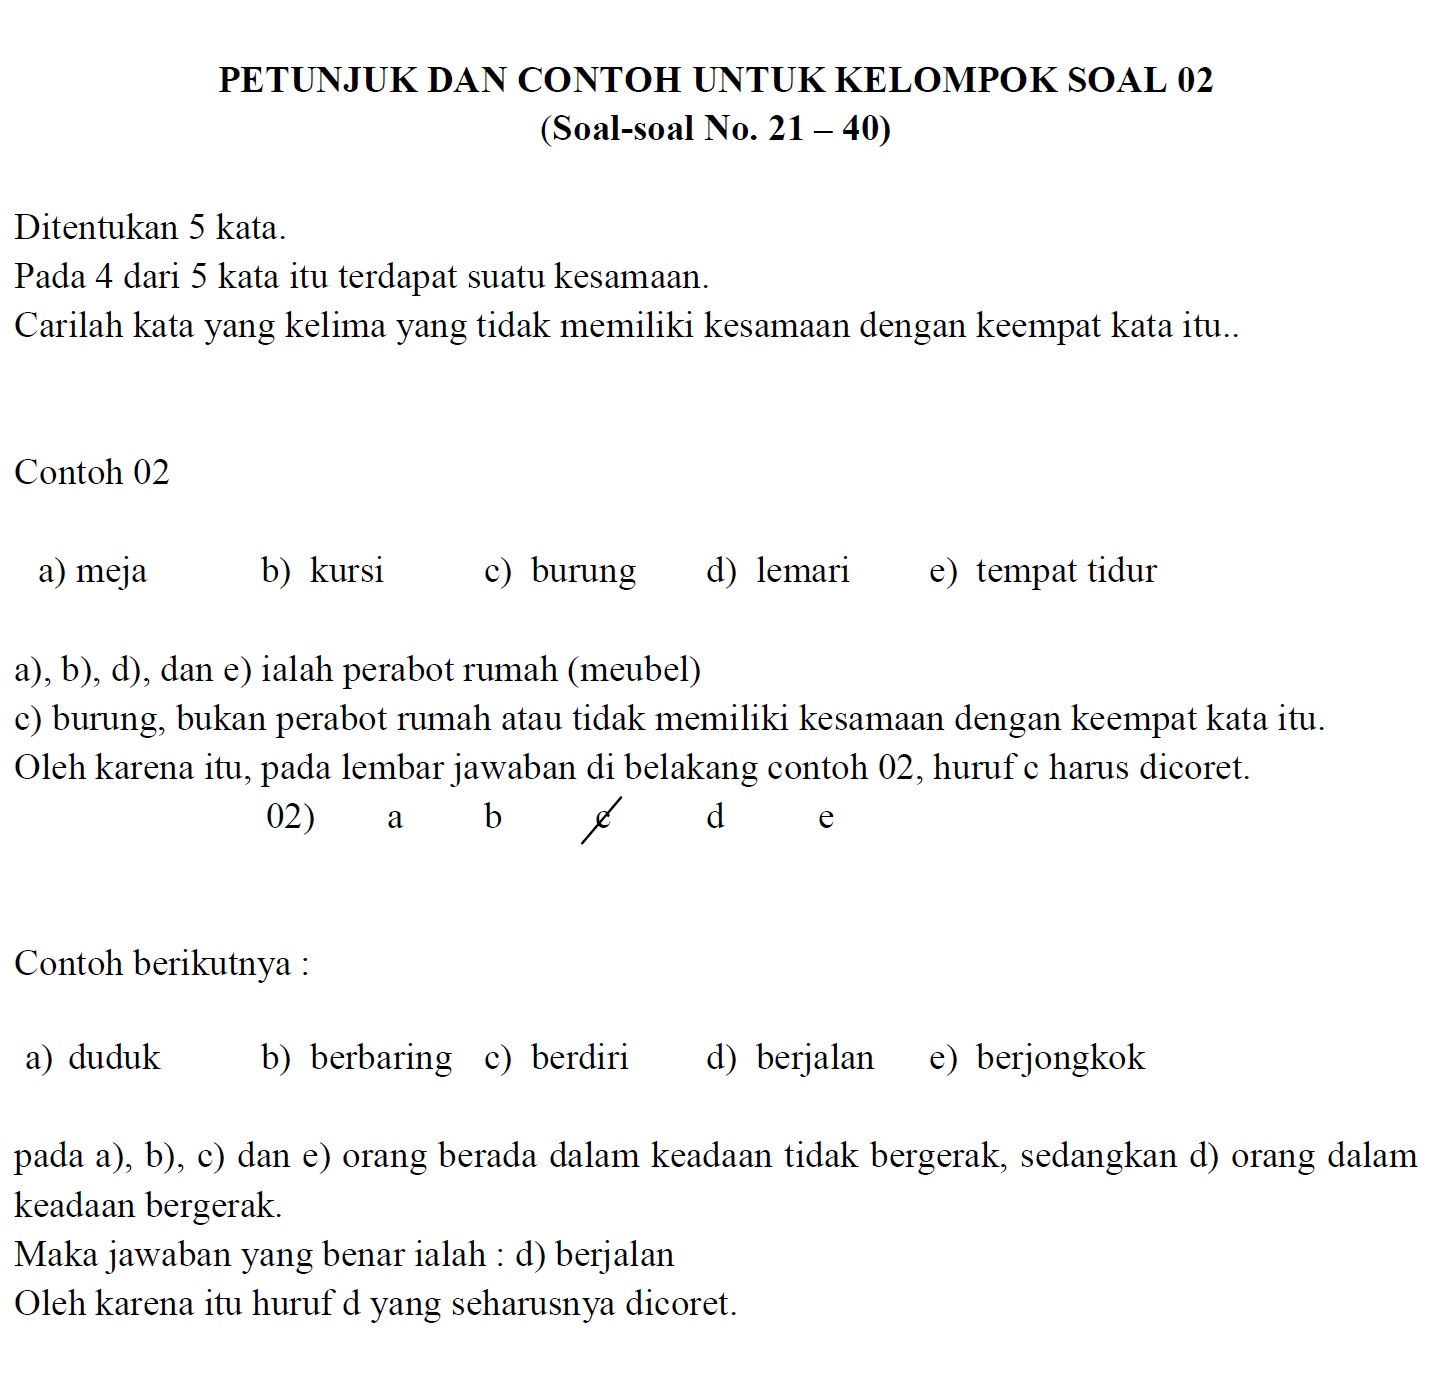 PETUNJUK DAN CONTOH UNTUK KELOMPOK SOAL 02
(Soal-soal No. 21 – 40)
Ditentukan 5 kata.
Pada 4 dari 5 kata itu terdapat suatu kesamaan.
Carilah kata yang kelima yang tidak memiliki kesamaan dengan keempat kata itu..
Contoh 02
a) meja b) kursi c) burung d) lemari e) tempat tidur
a), b), d), dan e) ialah perabot rumah (meubel)
c) burung, bukan perabot rumah atau tidak memiliki kesamaan dengan keempat kata itu.
Oleh karena itu, pada lembar jawaban di belakang contoh 02, huruf c harus dicoret.
02) a b c d e
Contoh berikutnya :
a) duduk b) berbaring c) berdiri d) berjalan e) berjongkok
pada a), b), c) dan e) orang berada dalam keadaan tidak bergerak, sedangkan d) orang dalam
keadaan bergerak.
Maka jawaban yang benar ialah : d) berjalan
Oleh karena itu huruf d yang seharusnya dicoret.